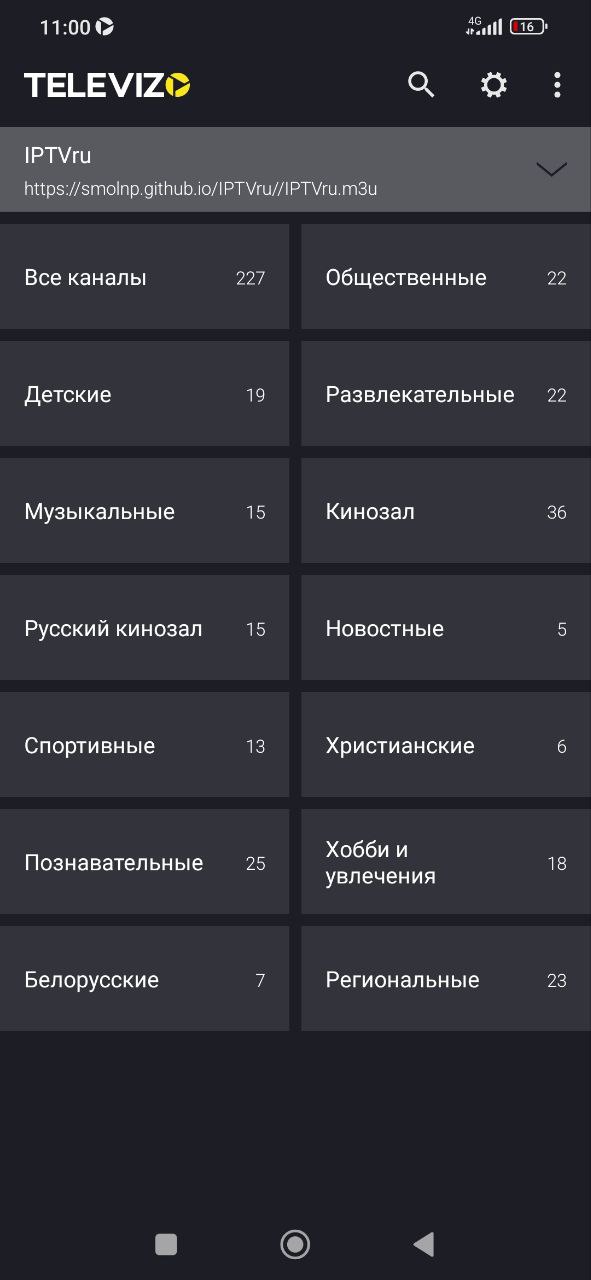 11:00
4G
16
TELEVIZO
IPTVru
https://smolnp.github.io/IPTVru//IPTVru.m3u
Все каналы 227
Общественные 22
Детские 19
Развлекательные 22
Музыкальные 15
Кинозал 36
Русский кинозал 15
Новостные 5
Спортивные 13
Христианские 6
Познавательные 25
Хобби и
увлечения 18
Белорусские 7
Региональные 23